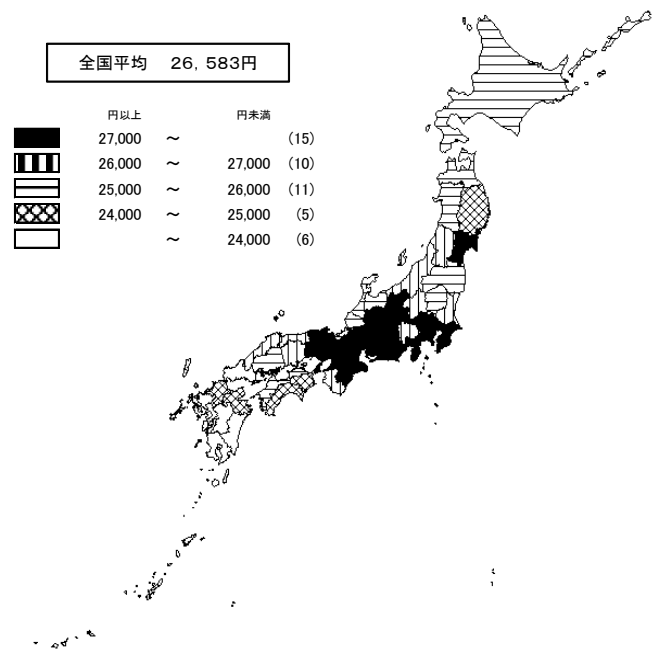 全国平均 26,583円
円以上 円未満
27,000 ～ (15)
26,000 ～ 27,000 (10)
25,000 ～ 26,000 (11)
24,000 ～ 25,000 (5)
～ 24,000 (6)